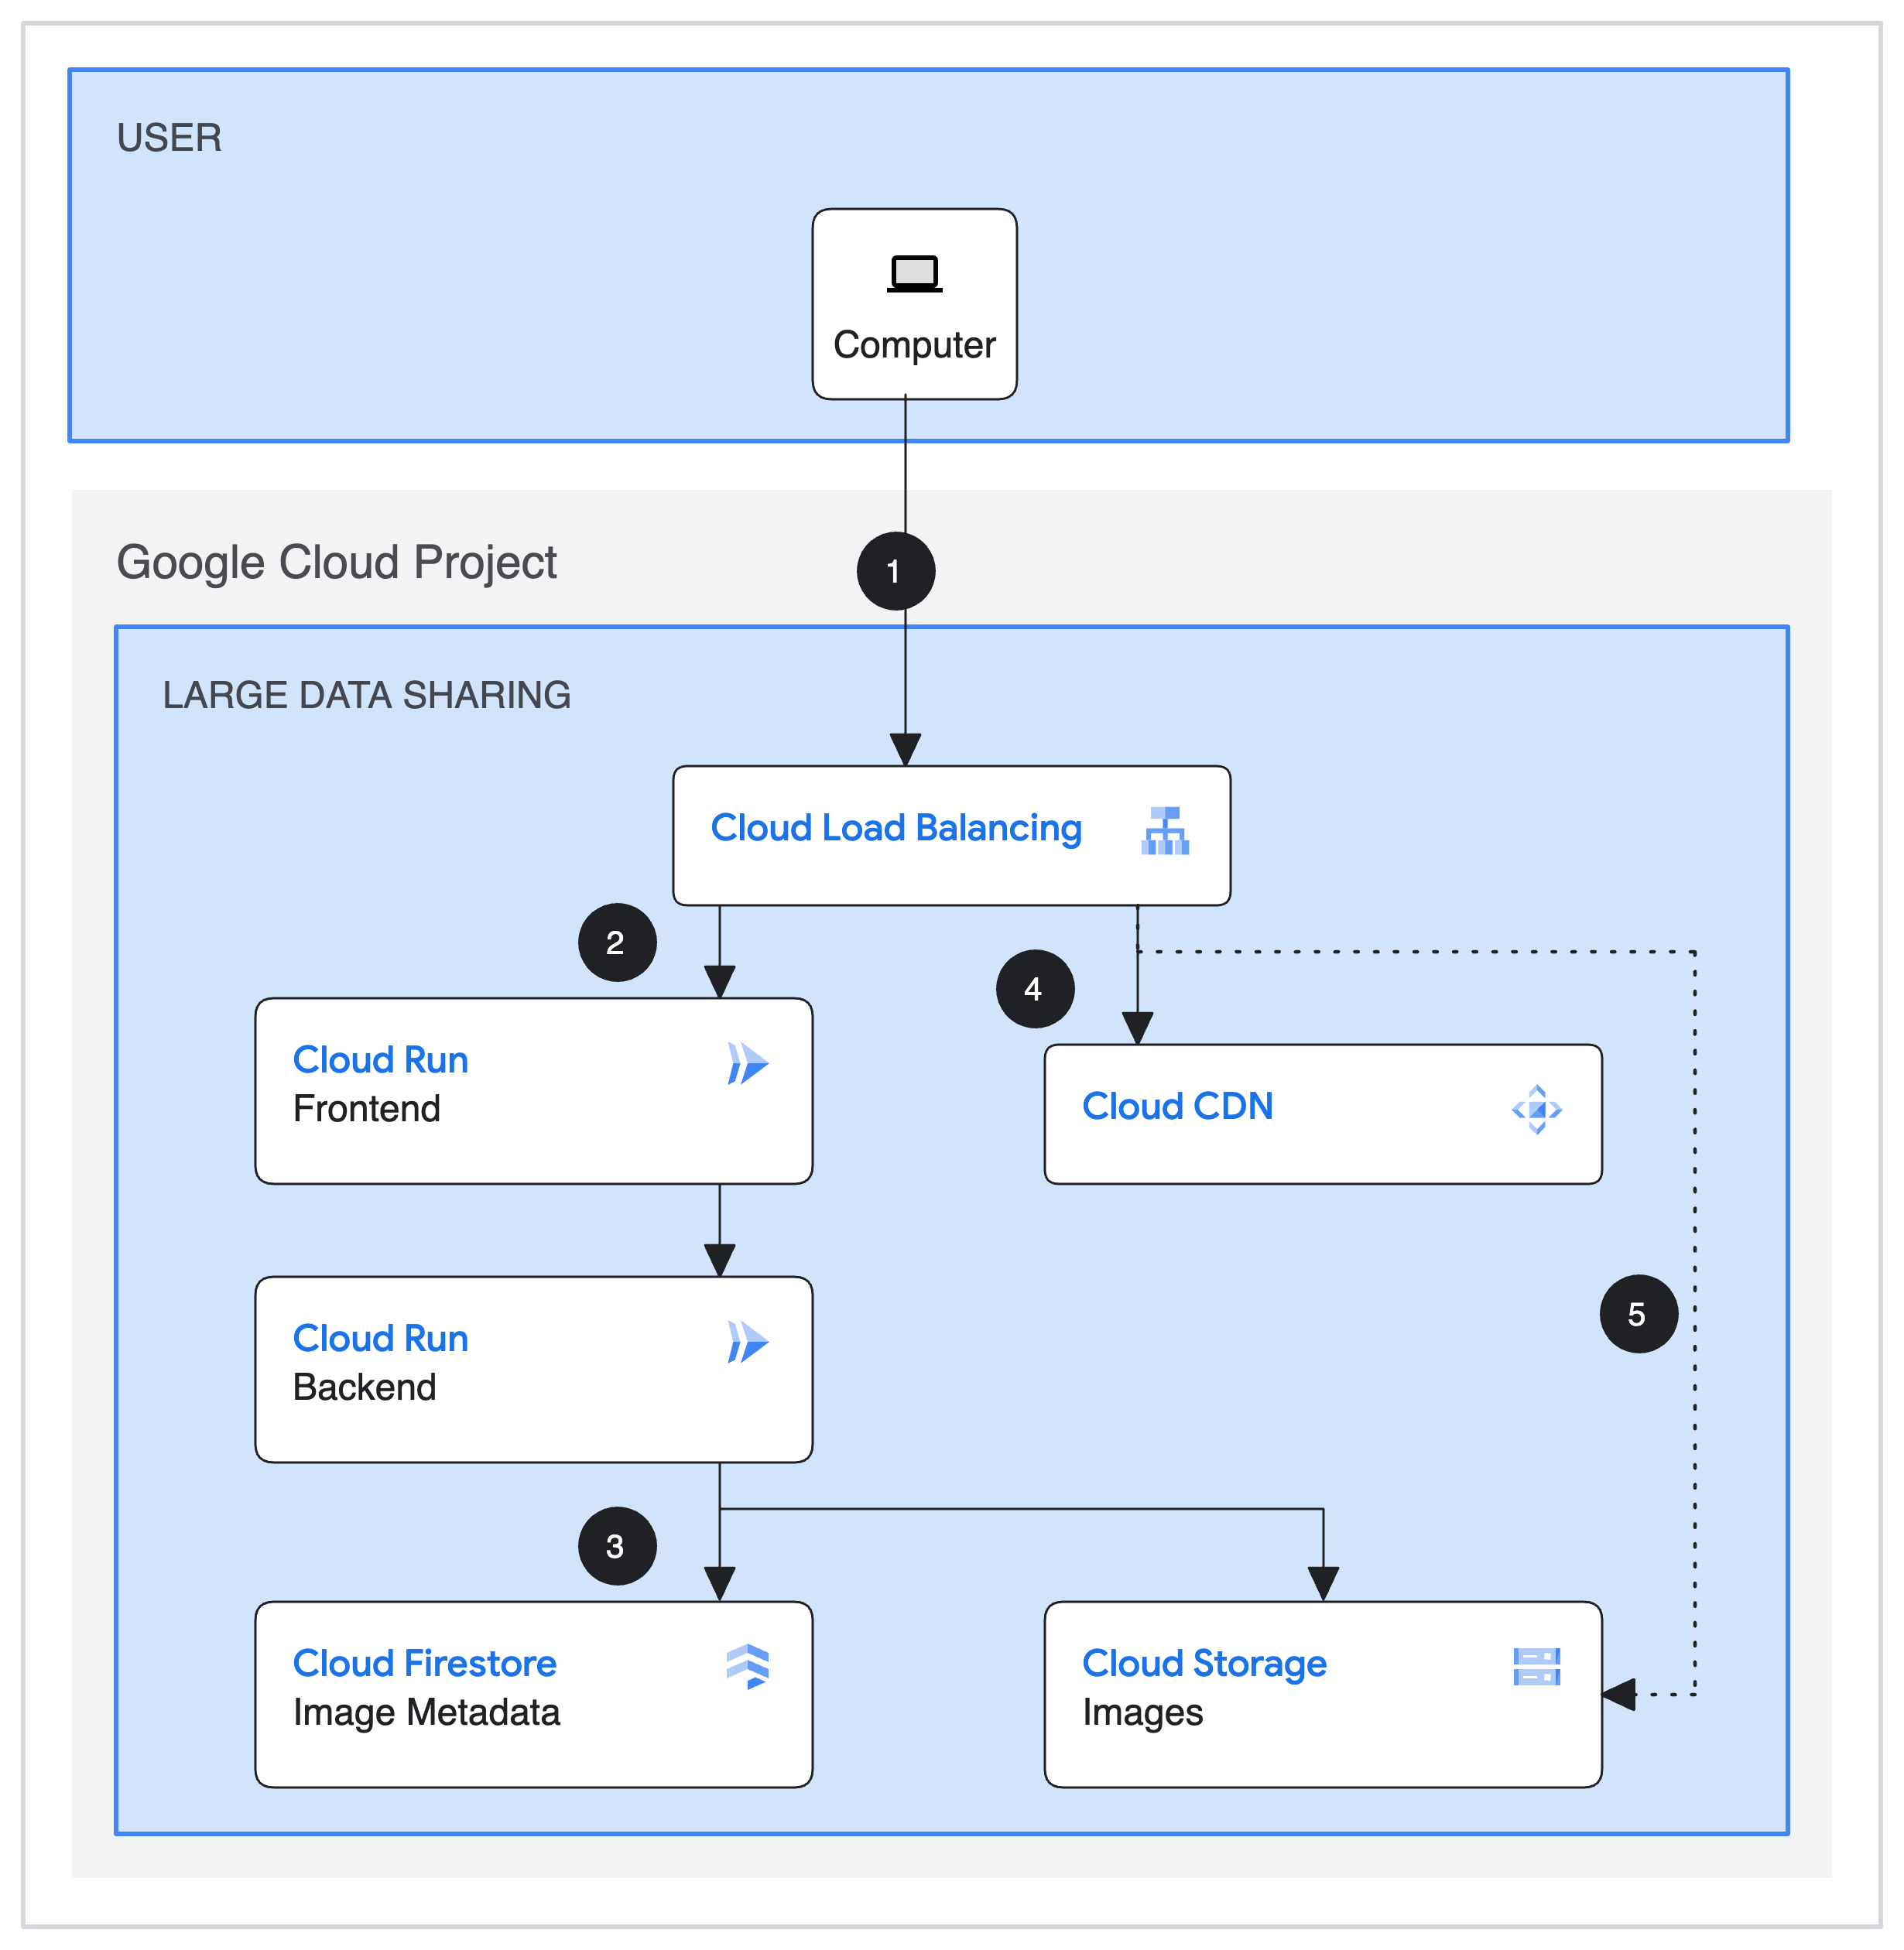 USER
Computer
Google Cloud Project
1
LARGE DATA SHARING
Cloud Load Balancing
2
4
Cloud Run
Frontend
Cloud CDN
5
Cloud Run
Backend
3
Cloud Firestore
Image Metadata
Cloud Storage
Images